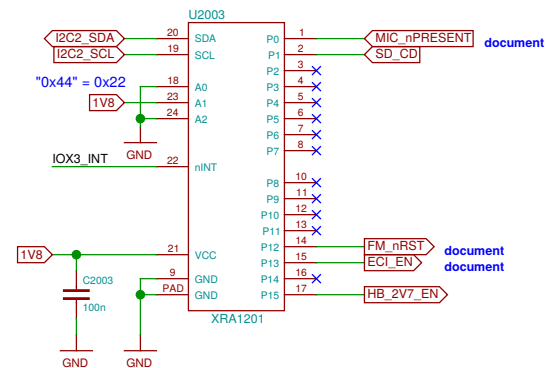 U2003
I2C2_SDA 20 SDA P0 1 MIC_nPRESENT document
I2C2_SCL 19 SCL P1 2 SD_CD
P2 3
"0x44" = 0x22 18 A0 P3 4
1V8 23 A1 P4 5
24 A2 P5 6
P6 7
GND P7 8
IOX3_INT 22 nINT
P8 10
P9 11
P10 12
P11 13
P12 14 FM_nRST document
1V8 21 VCC P13 15 ECI_EN document
C2003 9 GND P14 16
100n PAD GND P15 17 HB_2V7_EN
XRA1201
GND GND